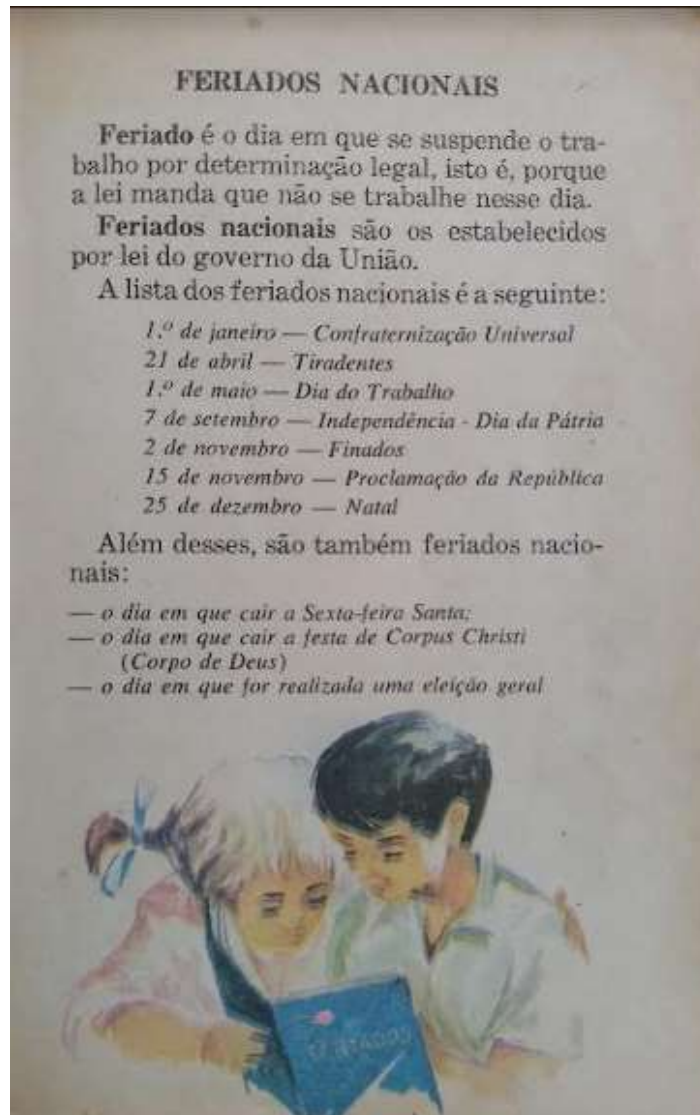 FERIADOS NACIONAIS
Feriado é o dia em que se suspende o tra-
balho por determinação legal, isto é, porque
a lei manda que não se trabalhe nesse dia.
Feriados nacionais são os estabelecidos
por lei do governo da União.
A lista dos feriados nacionais é a seguinte:
1.º de janeiro — Confraternização Universal
21 de abril — Tiradentes
1.º de maio — Dia do Trabalho
7 de setembro — Independência - Dia da Pátria
2 de novembro — Finados
15 de novembro — Proclamação da República
25 de dezembro — Natal
Além desses, são também feriados nacio-
nais:
— o dia em que cair a Sexta-feira Santa;
— o dia em que cair a festa de Corpus Christi
(Corpo de Deus)
— o dia em que for realizada uma eleição geral
FERIADOS